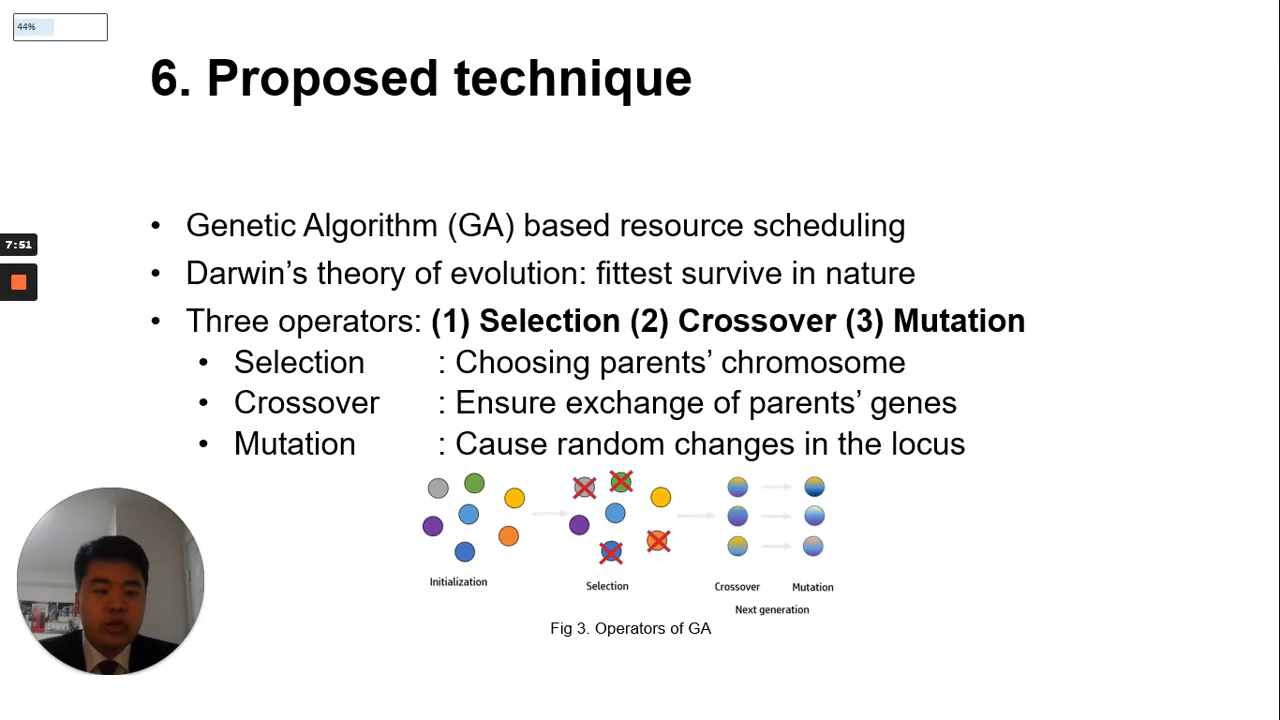 44%
6. Proposed technique
• Genetic Algorithm (GA) based resource scheduling
• Darwin’s theory of evolution: fittest survive in nature
7:51
• Three operators: (1) Selection (2) Crossover (3) Mutation
• Selection : Choosing parents’ chromosome
• Crossover : Ensure exchange of parents’ genes
• Mutation : Cause random changes in the locus
Initialization
Selection
Crossover
Mutation
Next generation
Fig 3. Operators of GA